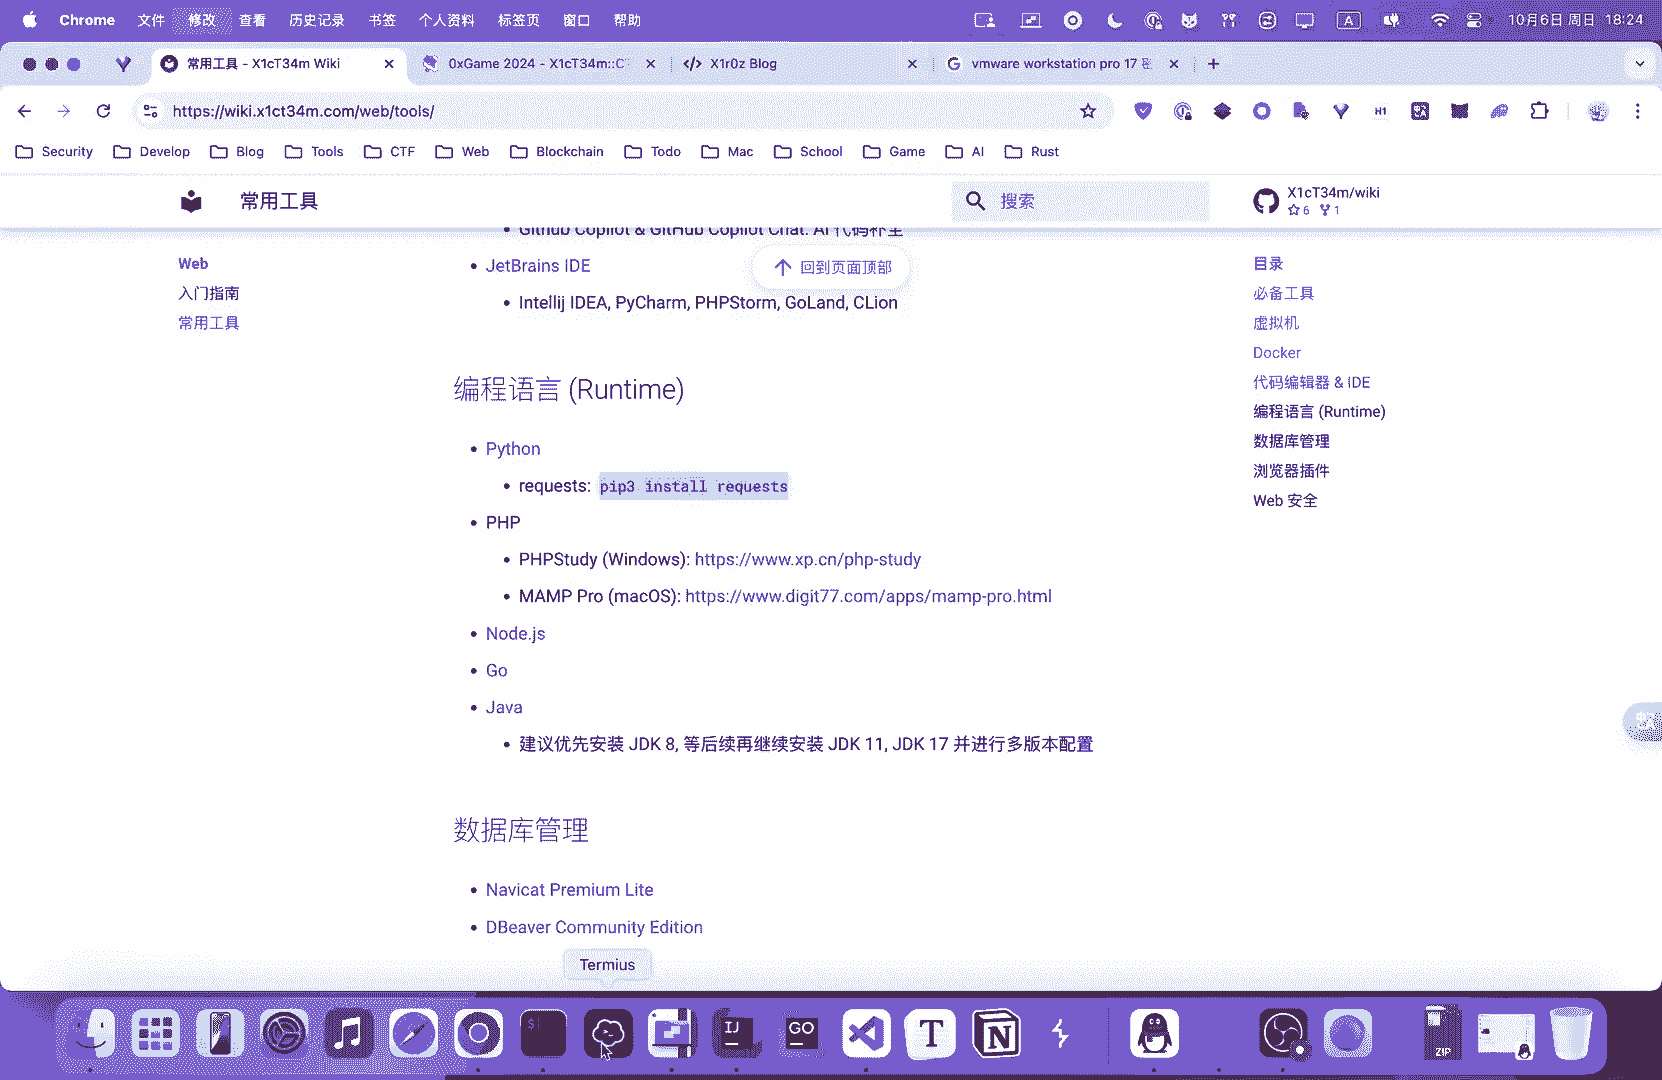 Chrome 文件 修改 查看 历史记录 书签 个人资料 标签页 窗口 帮助 A 10月6日 周日 18:24
常用工具 - X1cT34m Wiki 0xGame 2024 - X1cT34m::C X1r0z Blog vmware workstation pro 17
https://wiki.x1ct34m.com/web/tools/ H1
Security Develop Blog Tools CTF Web Blockchain Todo Mac School Game AI Rust
常用工具 搜索 X1cT34m/wiki
6 1
Github Copilot & GitHub Copilot Chat: AI 代码补全
Web
入门指南
常用工具
JetBrains IDE
回到页面顶部
Intellij IDEA, PyCharm, PHPStorm, GoLand, CLion
编程语言 (Runtime)
Python
requests: pip3 install requests
PHP
PHPStudy (Windows): https://www.xp.cn/php-study
MAMP Pro (macOS): https://www.digit77.com/apps/mamp-pro.html
Node.js
Go
Java
建议优先安装 JDK 8, 等后续再继续安装 JDK 11, JDK 17 并进行多版本配置
数据库管理
Navicat Premium Lite
DBeaver Community Edition
目录
必备工具
虚拟机
Docker
代码编辑器 & IDE
编程语言 (Runtime)
数据库管理
浏览器插件
Web 安全
Termius
$| IJ GO T N ZIP